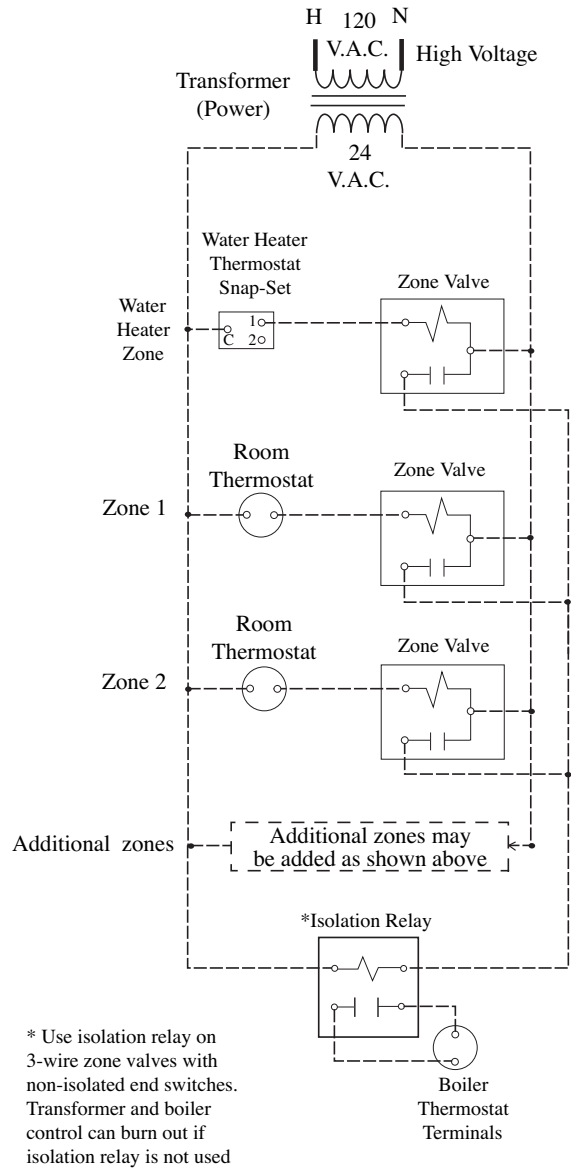 H 120 N
V.A.C.
High Voltage
Transformer
(Power)
24
V.A.C.
Water Heater
Thermostat
Snap-Set
Zone Valve
Water
Heater
Zone
1
C 2
Room
Thermostat
Zone Valve
Zone 1
Room
Thermostat
Zone Valve
Zone 2
Additional zones
Additional zones may
be added as shown above
*Isolation Relay
* Use isolation relay on
3-wire zone valves with
non-isolated end switches.
Transformer and boiler
control can burn out if
isolation relay is not used
Boiler
Thermostat
Terminals